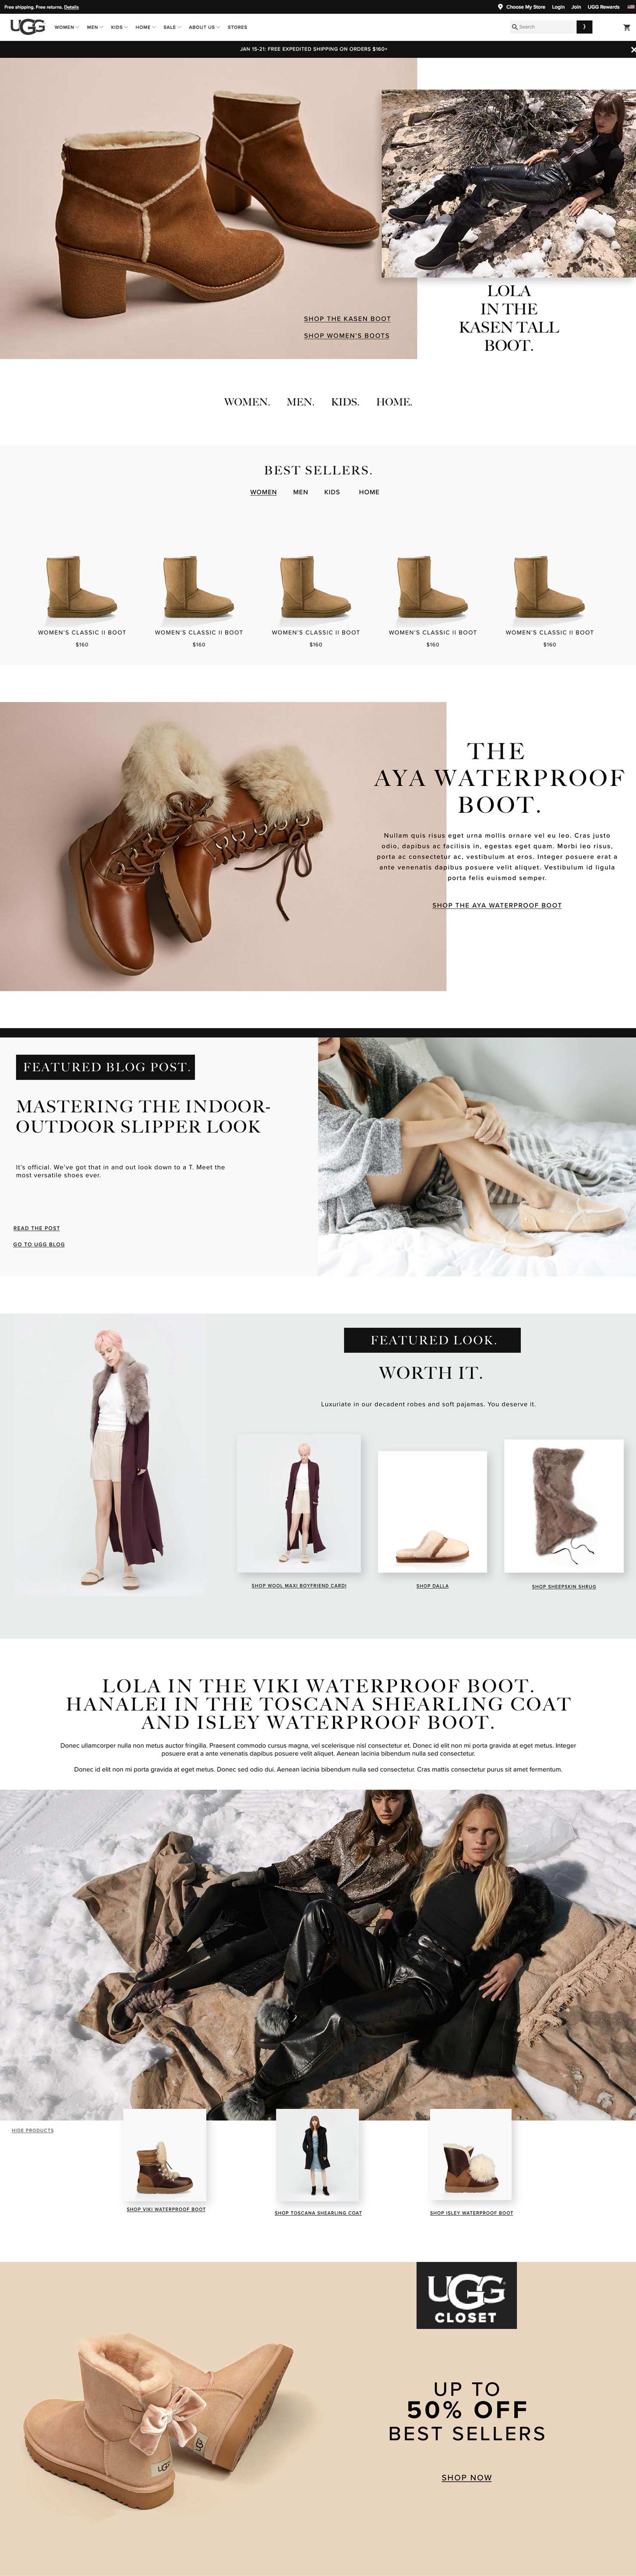 Free shipping. Free returns. Details
Choose My Store Login Join UGG Rewards
UGG
WOMEN MEN KIDS HOME SALE ABOUT US STORES
Search
JAN 15-21: FREE EXPEDITED SHIPPING ON ORDERS $160+
SHOP THE KASEN BOOT
SHOP WOMEN'S BOOTS
LOLA
IN THE
KASEN TALL
BOOT.
WOMEN. MEN. KIDS. HOME.
BEST SELLERS.
WOMEN MEN KIDS HOME
WOMEN'S CLASSIC II BOOT WOMEN'S CLASSIC II BOOT WOMEN'S CLASSIC II BOOT WOMEN'S CLASSIC II BOOT WOMEN'S CLASSIC II BOOT
$160 $160 $160 $160 $160
THE
AYA WATERPROOF
BOOT.
Nullam quis risus eget urna mollis ornare vel eu leo. Cras justo
odio, dapibus ac facilisis in, egestas eget quam. Morbi leo risus,
porta ac consectetur ac, vestibulum at eros. Integer posuere erat a
ante venenatis dapibus posuere velit aliquet. Vestibulum id ligula
porta felis euismod semper.
SHOP THE AYA WATERPROOF BOOT
FEATURED BLOG POST.
MASTERING THE INDOOR-
OUTDOOR SLIPPER LOOK
It's official. We've got that in and out look down to a T. Meet the
most versatile shoes ever.
READ THE POST
GO TO UGG BLOG
FEATURED LOOK.
WORTH IT.
Luxuriate in our decadent robes and soft pajamas. You deserve it.
SHOP WOOL MAXI BOYFRIEND CARDI
SHOP DALLA
SHOP SHEEPSKIN SHRUG
LOLA IN THE VIKI WATERPROOF BOOT.
HANALEI IN THE TOSCANA SHEARLING COAT
AND ISLEY WATERPROOF BOOT.
Donec ullamcorper nulla non metus auctor fringilla. Praesent commodo cursus magna, vel scelerisque nisl consectetur et. Donec id elit non mi porta gravida at eget metus. Integer
posuere erat a ante venenatis dapibus posuere velit aliquet. Aenean lacinia bibendum nulla sed consectetur.
Donec id elit non mi porta gravida at eget metus. Donec sed odio dui. Aenean lacinia bibendum nulla sed consectetur. Cras mattis consectetur purus sit amet fermentum.
HIDE PRODUCTS
SHOP VIKI WATERPROOF BOOT
SHOP TOSCANA SHEARLING COAT
SHOP ISLEY WATERPROOF BOOT
UGG
CLOSET
UP TO
50% OFF
BEST SELLERS
SHOP NOW
UGG
UGG